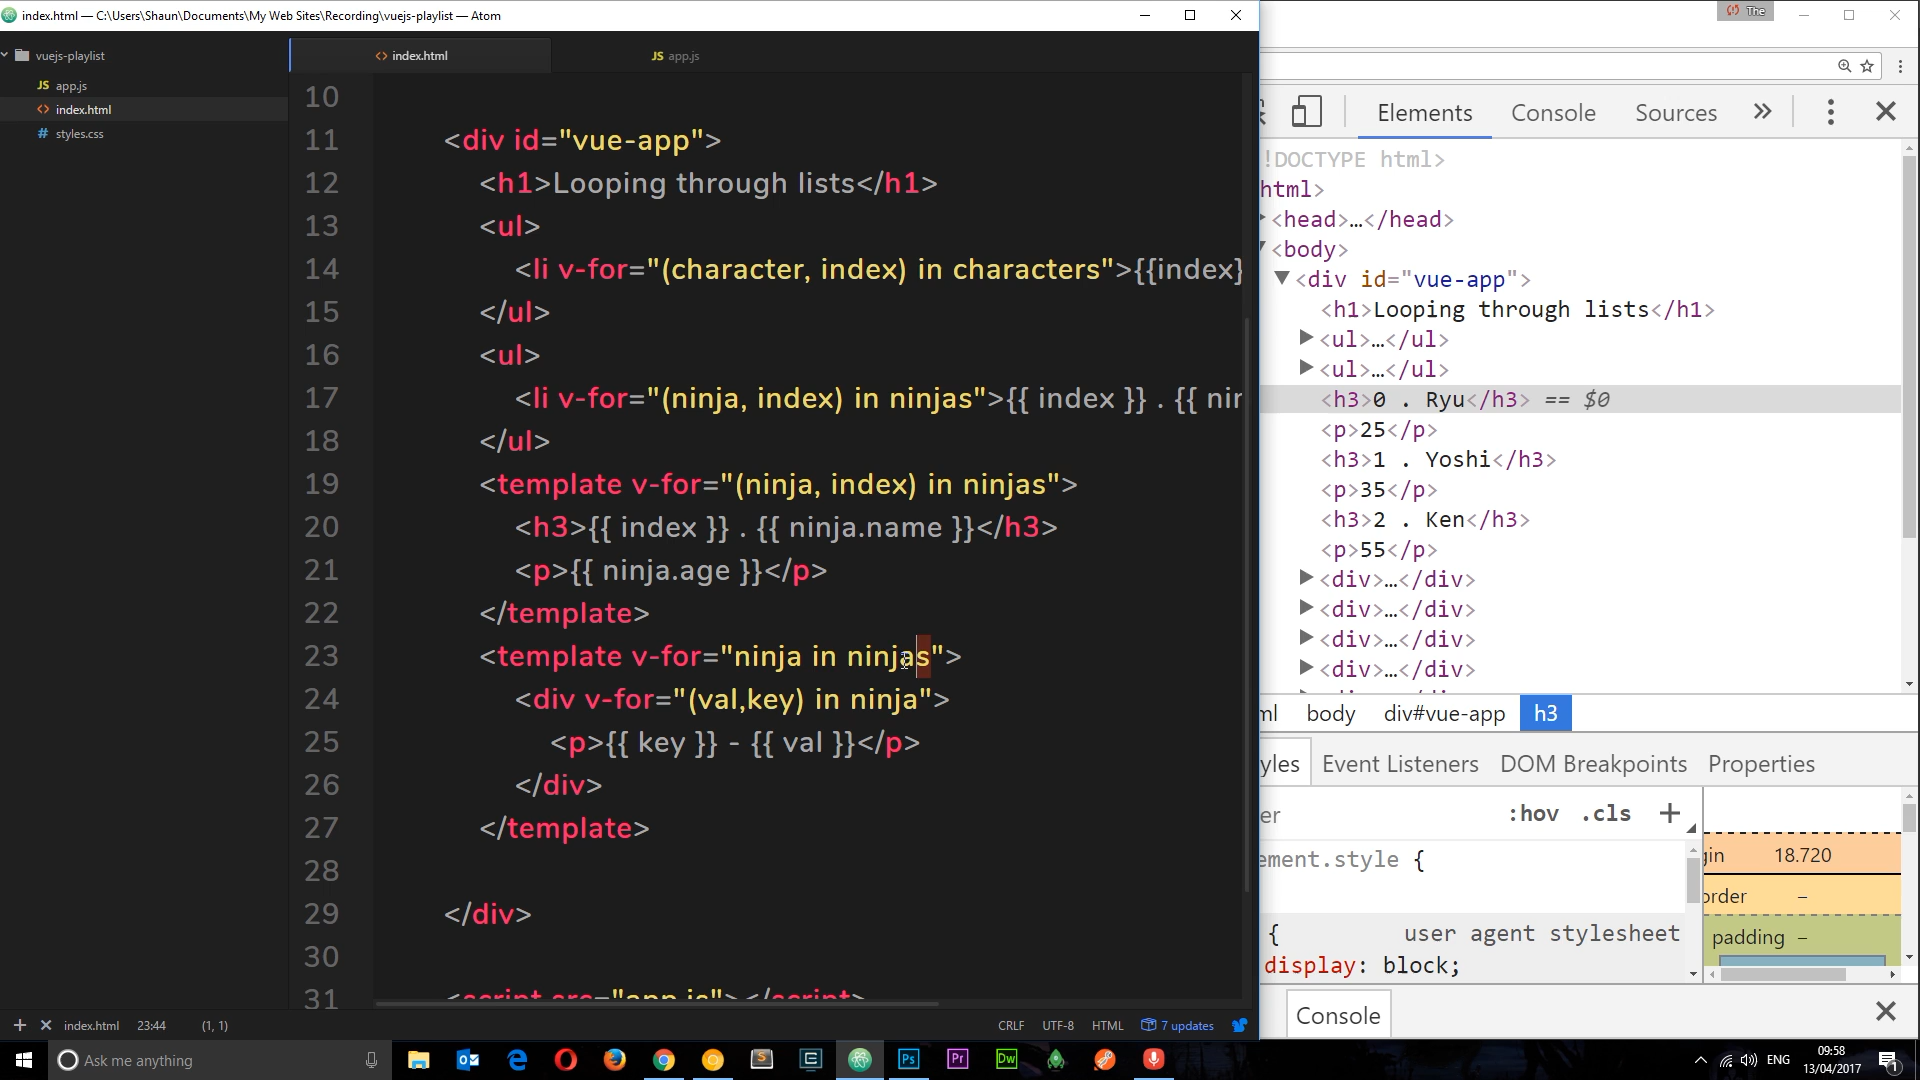 index.html — C:\Users\Shaun\Documents\My Web Sites\Recording\vuejs-playlist — Atom
The
vuejs-playlist
app.js
index.html
styles.css
index.html
JS app.js
10
11 <div id="vue-app">
12 <h1>Looping through lists</h1>
13 <ul>
14 <li v-for="(character, index) in characters">{{index}
15 </ul>
16 <ul>
17 <li v-for="(ninja, index) in ninjas">{{ index }} . {{ nin
18 </ul>
19 <template v-for="(ninja, index) in ninjas">
20 <h3>{{ index }} . {{ ninja.name }}</h3>
21 <p>{{ ninja.age }}</p>
22 </template>
23 <template v-for="ninja in ninjas">
24 <div v-for="(val,key) in ninja">
25 <p>{{ key }} - {{ val }}</p>
26 </div>
27 </template>
28
29 </div>
30
31 <script src="app.js"></script>
+ × index.html 23:44 (1, 1)
CRLF UTF-8 HTML 7 updates
Elements Console Sources »
!DOCTYPE html>
html>
<head>…</head>
<body>
<div id="vue-app">
<h1>Looping through lists</h1>
<ul>…</ul>
<ul>…</ul>
<h3>0 . Ryu</h3> == $0
<p>25</p>
<h3>1 . Yoshi</h3>
<p>35</p>
<h3>2 . Ken</h3>
<p>55</p>
<div>…</div>
<div>…</div>
<div>…</div>
<div>…</div>
ml body div#vue-app h3
yles Event Listeners DOM Breakpoints Properties
er :hov .cls +
ement.style {
{ user agent stylesheet
display: block;
gin 18.720
order –
padding –
Console
Ask me anything
Ps Pr Dw
ENG
09:58
13/04/2017
1